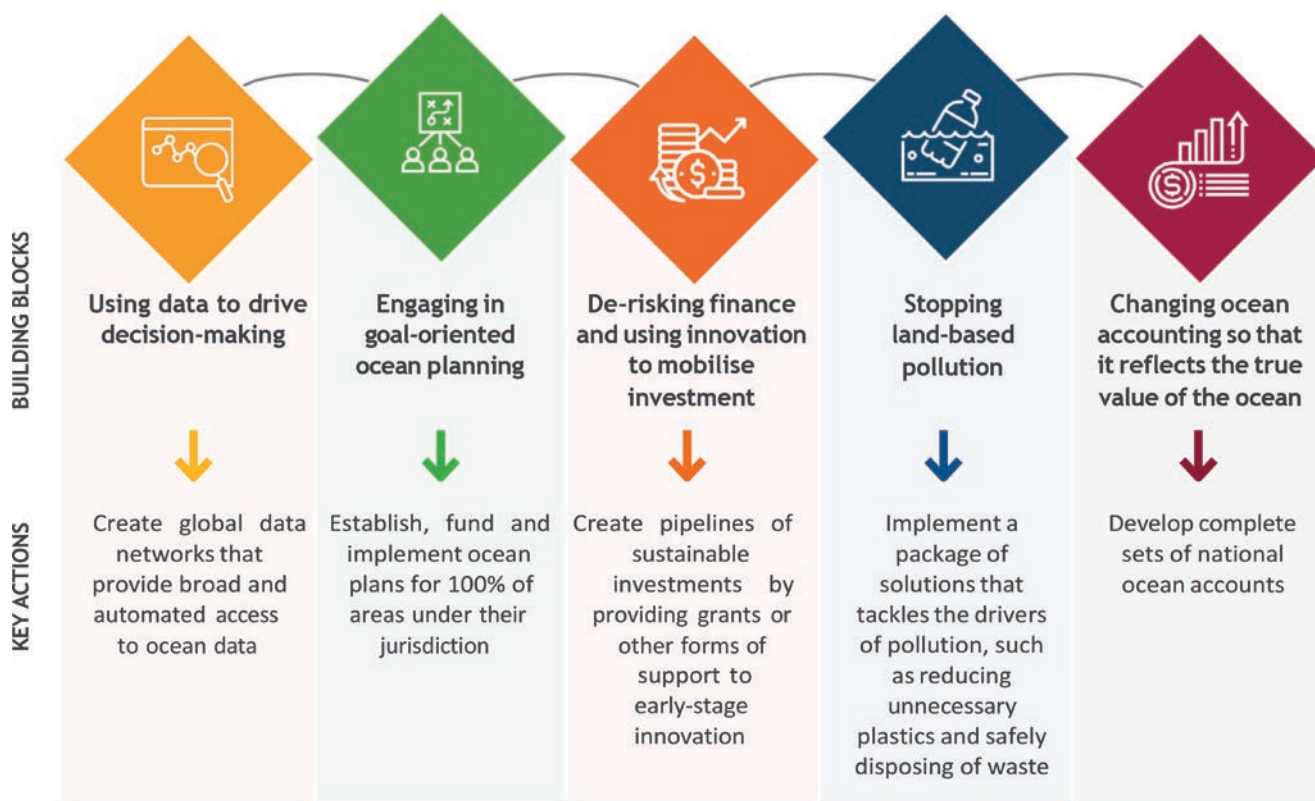 BUILDING BLOCKS
Using data to drive
decision-making
Engaging in
goal-oriented
ocean planning
De-risking finance
and using innovation
to mobilise
investment
Stopping
land-based
pollution
Changing ocean
accounting so that
it reflects the true
value of the ocean
KEY ACTIONS
Create global data
networks that
provide broad and
automated access
to ocean data
Establish, fund and
implement ocean
plans for 100% of
areas under their
jurisdiction
Create pipelines of
sustainable
investments by
providing grants or
other forms of
support to
early-stage
innovation
Implement a
package of
solutions that
tackles the drivers
of pollution, such
as reducing
unnecessary
plastics and safely
disposing of waste
Develop complete
sets of national
ocean accounts